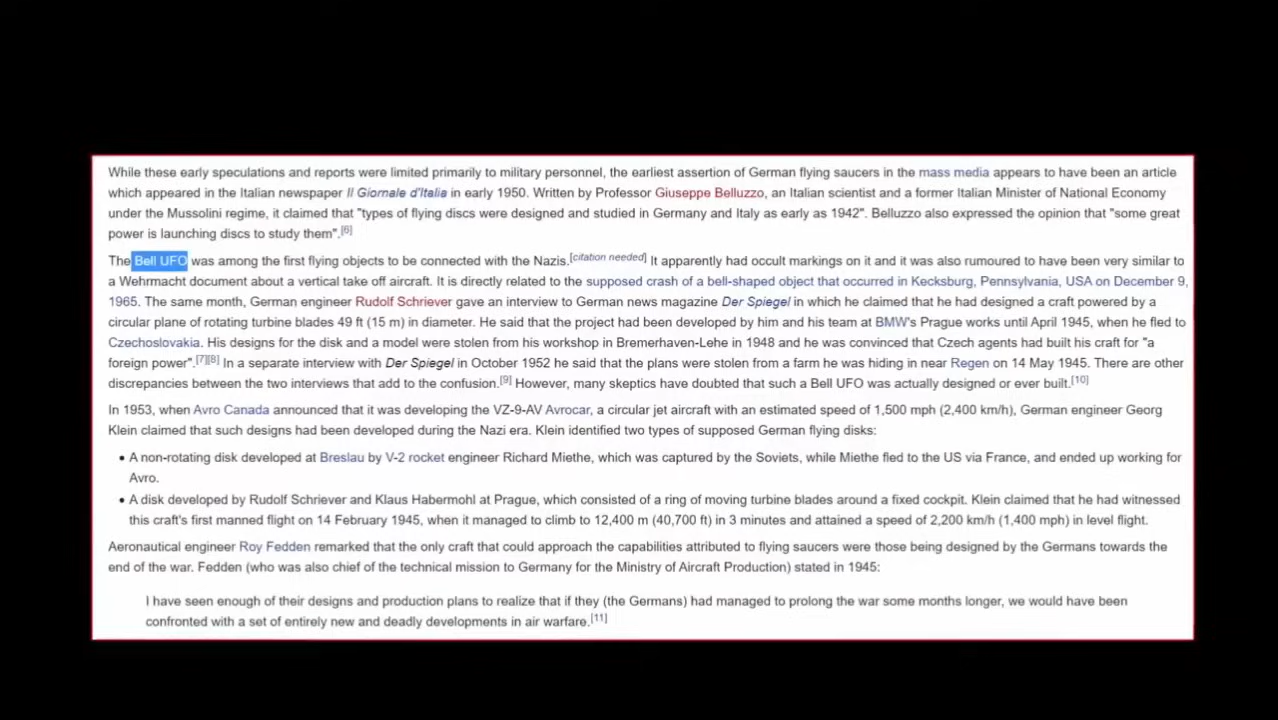 While these early speculations and reports were limited primarily to military personnel, the earliest assertion of German flying saucers in the mass media appears to have been an article
which appeared in the Italian newspaper Il Giornale d'Italia in early 1950. Written by Professor Giuseppe Belluzzo, an Italian scientist and a former Italian Minister of National Economy
under the Mussolini regime, it claimed that "types of flying discs were designed and studied in Germany and Italy as early as 1942". Belluzzo also expressed the opinion that "some great
power is launching discs to study them".[6]
The Bell UFO was among the first flying objects to be connected with the Nazis.[citation needed] It apparently had occult markings on it and it was also rumoured to have been very similar to
a Wehrmacht document about a vertical take off aircraft. It is directly related to the supposed crash of a bell-shaped object that occurred in Kecksburg, Pennsylvania, USA on December 9,
1965. The same month, German engineer Rudolf Schriever gave an interview to German news magazine Der Spiegel in which he claimed that he had designed a craft powered by a
circular plane of rotating turbine blades 49 ft (15 m) in diameter. He said that the project had been developed by him and his team at BMW's Prague works until April 1945, when he fled to
Czechoslovakia. His designs for the disk and a model were stolen from his workshop in Bremerhaven-Lehe in 1948 and he was convinced that Czech agents had built his craft for "a
foreign power".[7][8] In a separate interview with Der Spiegel in October 1952 he said that the plans were stolen from a farm he was hiding in near Regen on 14 May 1945. There are other
discrepancies between the two interviews that add to the confusion.[9] However, many skeptics have doubted that such a Bell UFO was actually designed or ever built.[10]
In 1953, when Avro Canada announced that it was developing the VZ-9-AV Avrocar, a circular jet aircraft with an estimated speed of 1,500 mph (2,400 km/h), German engineer Georg
Klein claimed that such designs had been developed during the Nazi era. Klein identified two types of supposed German flying disks:
• A non-rotating disk developed at Breslau by V-2 rocket engineer Richard Miethe, which was captured by the Soviets, while Miethe fled to the US via France, and ended up working for
Avro.
• A disk developed by Rudolf Schriever and Klaus Habermohl at Prague, which consisted of a ring of moving turbine blades around a fixed cockpit. Klein claimed that he had witnessed
this craft's first manned flight on 14 February 1945, when it managed to climb to 12,400 m (40,700 ft) in 3 minutes and attained a speed of 2,200 km/h (1,400 mph) in level flight.
Aeronautical engineer Roy Fedden remarked that the only craft that could approach the capabilities attributed to flying saucers were those being designed by the Germans towards the
end of the war. Fedden (who was also chief of the technical mission to Germany for the Ministry of Aircraft Production) stated in 1945:
I have seen enough of their designs and production plans to realize that if they (the Germans) had managed to prolong the war some months longer, we would have been
confronted with a set of entirely new and deadly developments in air warfare.[11]